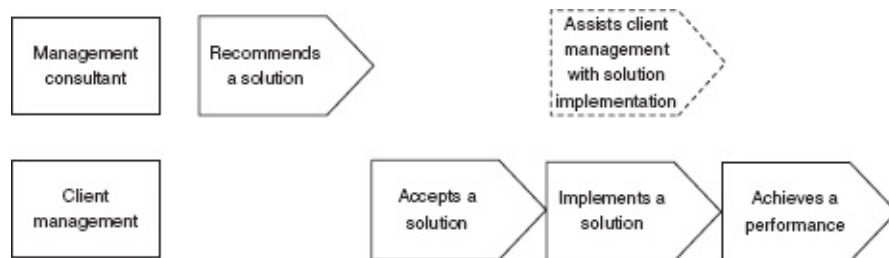 Management
consultant
Recommends
a solution
Assists client
management
with solution
implementation
Client
management
Accepts a
solution
Implements a
solution
Achieves a
performance